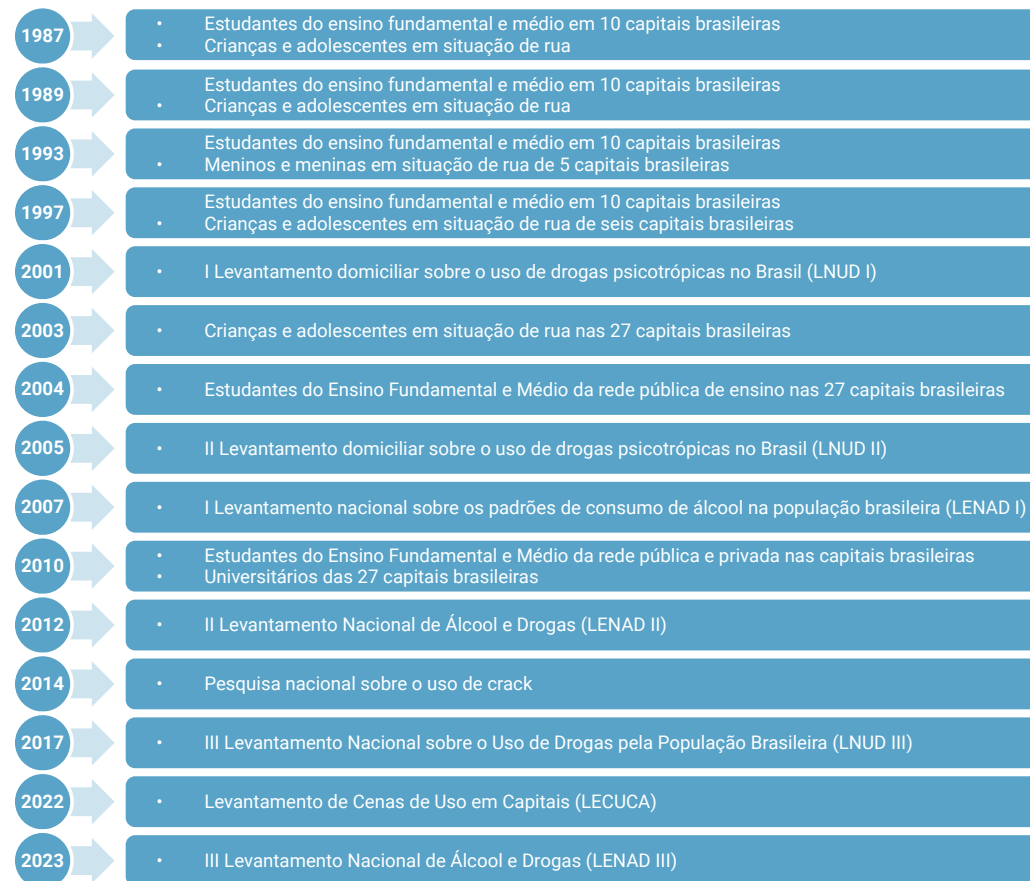 1987
• Estudantes do ensino fundamental e médio em 10 capitais brasileiras
• Crianças e adolescentes em situação de rua
1989
Estudantes do ensino fundamental e médio em 10 capitais brasileiras
• Crianças e adolescentes em situação de rua
1993
Estudantes do ensino fundamental e médio em 10 capitais brasileiras
• Meninos e meninas em situação de rua de 5 capitais brasileiras
1997
Estudantes do ensino fundamental e médio em 10 capitais brasileiras
• Crianças e adolescentes em situação de rua de seis capitais brasileiras
2001
• I Levantamento domiciliar sobre o uso de drogas psicotrópicas no Brasil (LNUD I)
2003
• Crianças e adolescentes em situação de rua nas 27 capitais brasileiras
2004
• Estudantes do Ensino Fundamental e Médio da rede pública de ensino nas 27 capitais brasileiras
2005
• II Levantamento domiciliar sobre o uso de drogas psicotrópicas no Brasil (LNUD II)
2007
• I Levantamento nacional sobre os padrões de consumo de álcool na população brasileira (LENAD I)
2010
• Estudantes do Ensino Fundamental e Médio da rede pública e privada nas capitais brasileiras
• Universitários das 27 capitais brasileiras
2012
• II Levantamento Nacional de Álcool e Drogas (LENAD II)
2014
• Pesquisa nacional sobre o uso de crack
2017
• III Levantamento Nacional sobre o Uso de Drogas pela População Brasileira (LNUD III)
2022
• Levantamento de Cenas de Uso em Capitais (LECUCA)
2023
• III Levantamento Nacional de Álcool e Drogas (LENAD III)